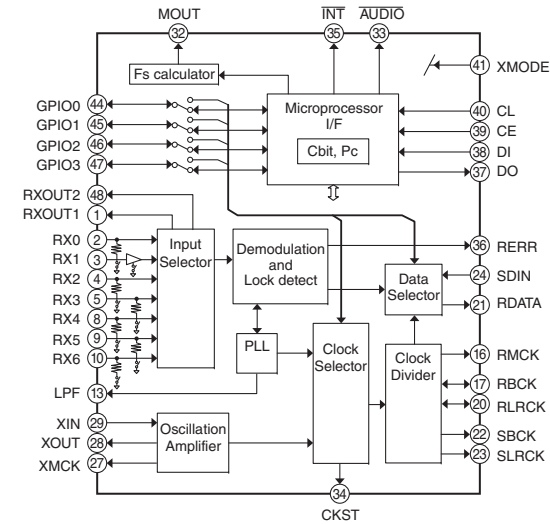 MOUT
INT
AUDIO
32
35
33
Fs calculator
41 XMODE
GPIO0 44
GPIO1 45
GPIO2 46
GPIO3 47
Microprocessor
I/F
Cbit, Pc
40 CL
39 CE
38 DI
37 DO
RXOUT2 48
RXOUT1 1
RX0 2
RX1 3
RX2 4
RX3 5
RX4 8
RX5 9
RX6 10
Input
Selector
Demodulation
and
Lock detect
36 RERR
Data
Selector
24 SDIN
21 RDATA
PLL
Clock
Selector
Clock
Divider
16 RMCK
17 RBCK
20 RLRCK
22 SBCK
23 SLRCK
LPF 13
XIN 29
XOUT 28
XMCK 27
Oscillation
Amplifier
34
CKST